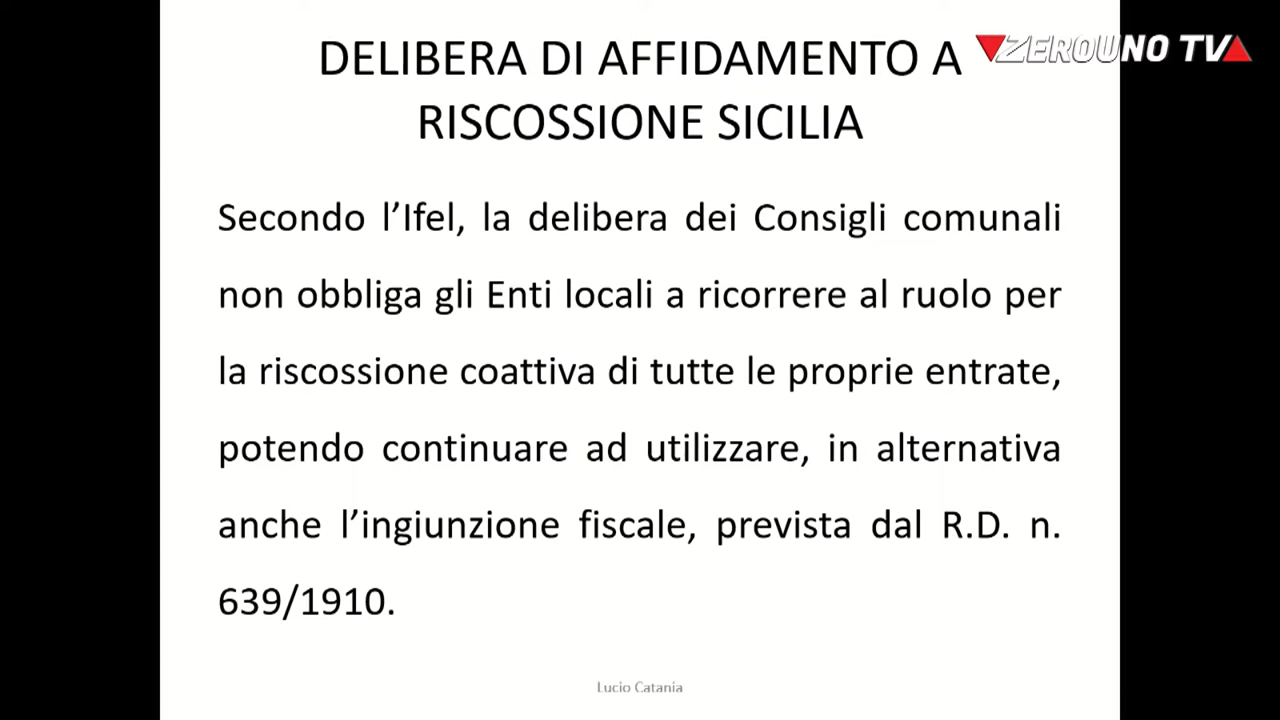 DELIBERA DI AFFIDAMENTO A
RISCOSSIONE SICILIA
ZEROUNO TV
Secondo l’Ifel, la delibera dei Consigli comunali
non obbliga gli Enti locali a ricorrere al ruolo per
la riscossione coattiva di tutte le proprie entrate,
potendo continuare ad utilizzare, in alternativa
anche l’ingiunzione fiscale, prevista dal R.D. n.
639/1910.
Lucio Catania